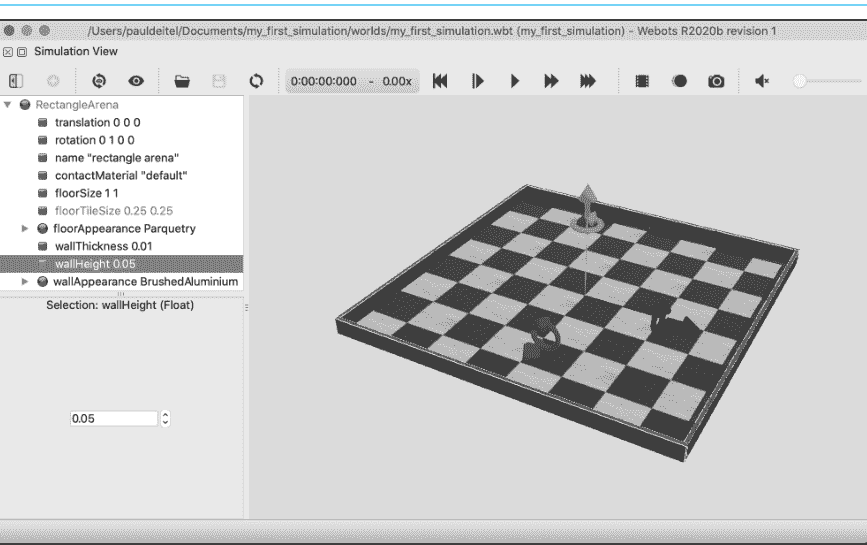 /Users/pauldeitel/Documents/my_first_simulation/worlds/my_first_simulation.wbt (my_first_simulation) - Webots R2020b revision 1
Simulation View
0:00:00:000 - 0.00x
RectangleArena
translation 0 0 0
rotation 0 1 0 0
name "rectangle arena"
contactMaterial "default"
floorSize 1 1
floorTileSize 0.25 0.25
floorAppearance Parquetry
wallThickness 0.01
wallHeight 0.05
wallAppearance BrushedAluminium
Selection: wallHeight (Float)
0.05